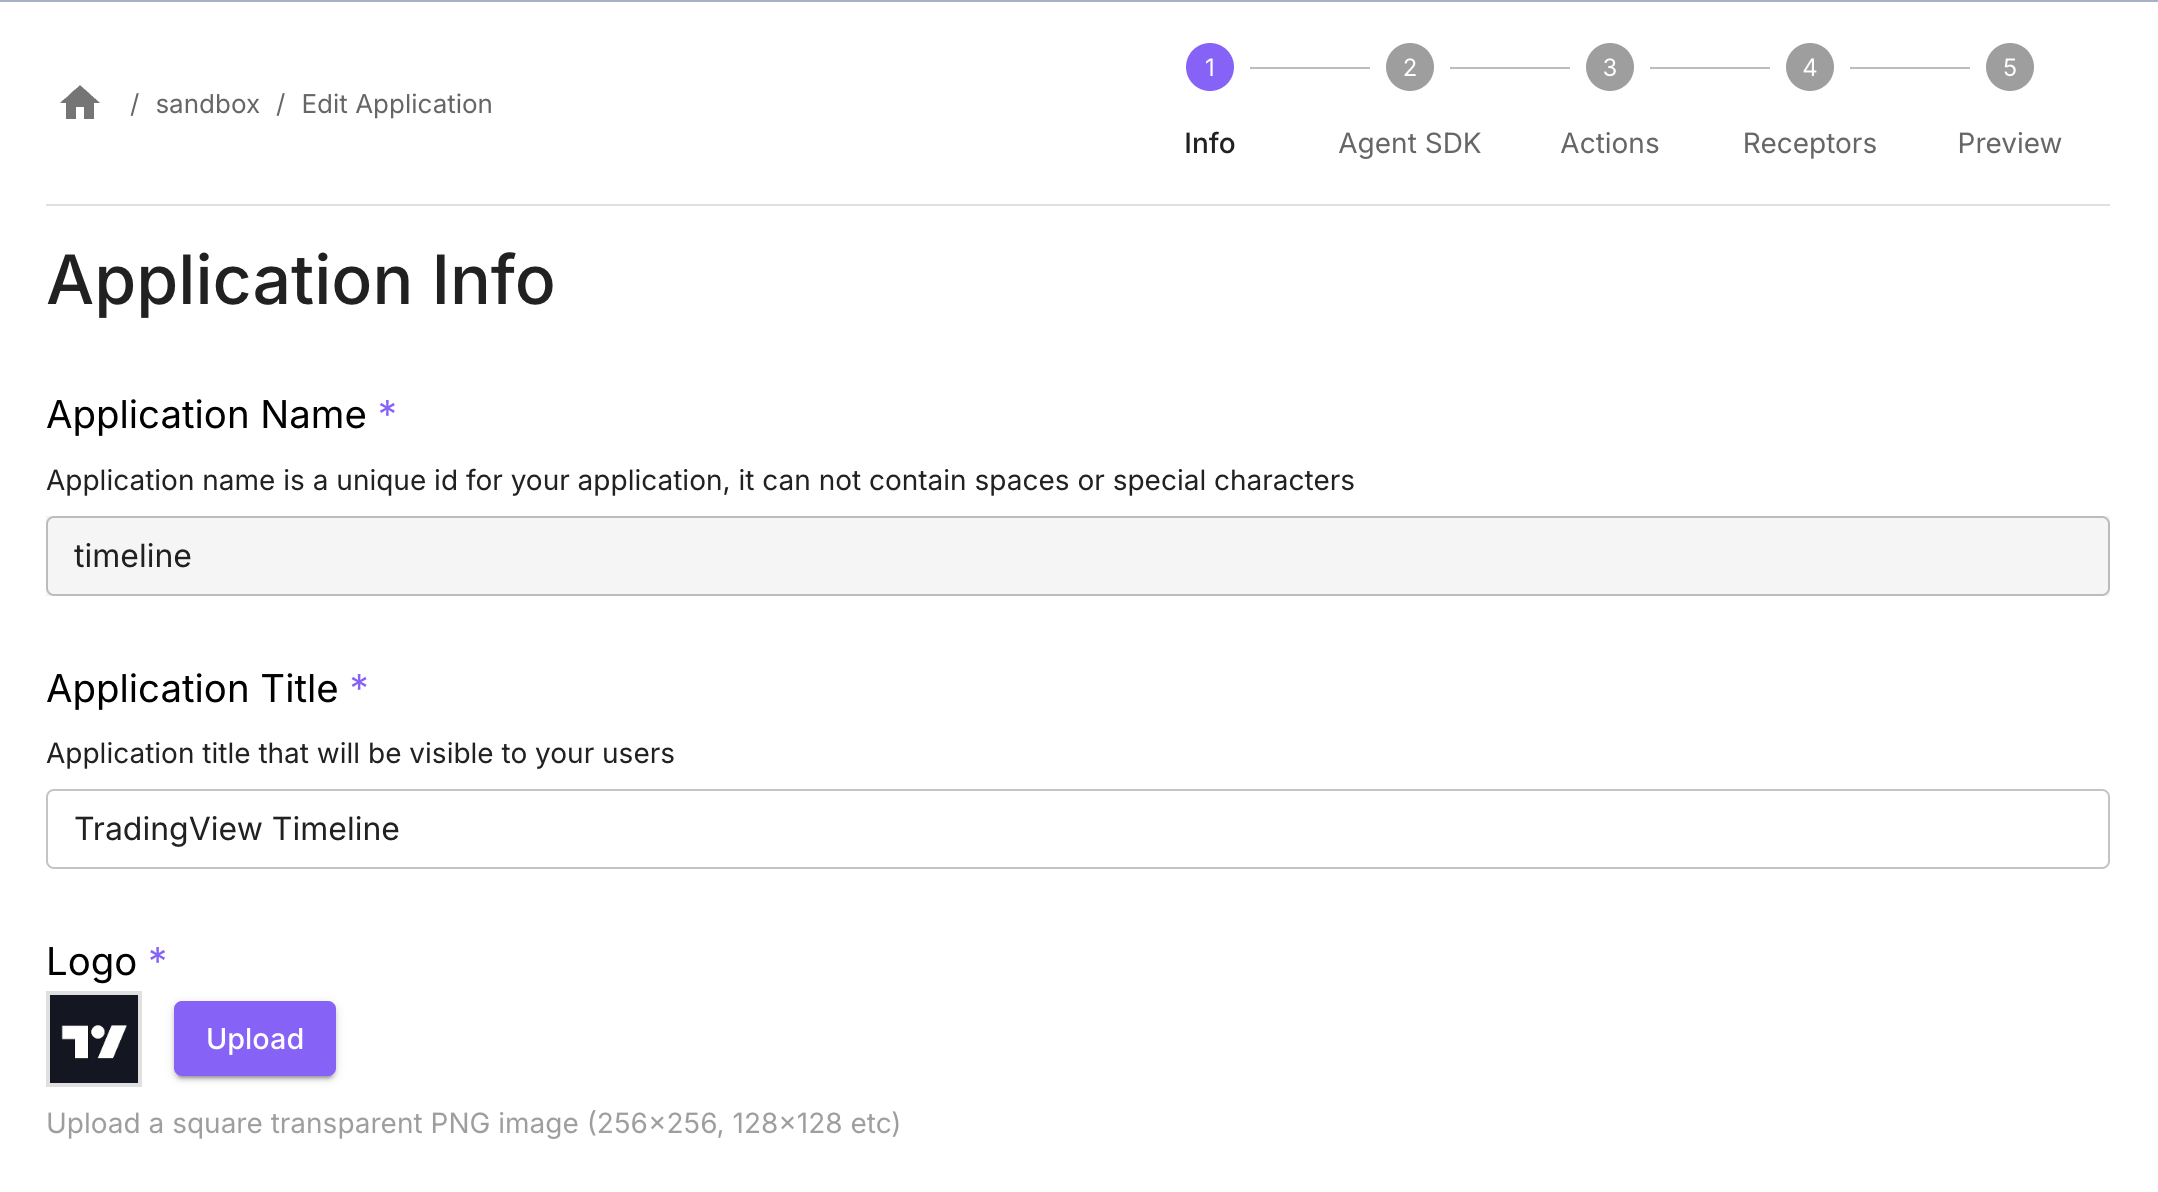 / sandbox / Edit Application
1 2 3 4 5
Info Agent SDK Actions Receptors Preview
Application Info
Application Name *
Application name is a unique id for your application, it can not contain spaces or special characters
timeline
Application Title *
Application title that will be visible to your users
TradingView Timeline
Logo *
Upload
Upload a square transparent PNG image (256×256, 128×128 etc)